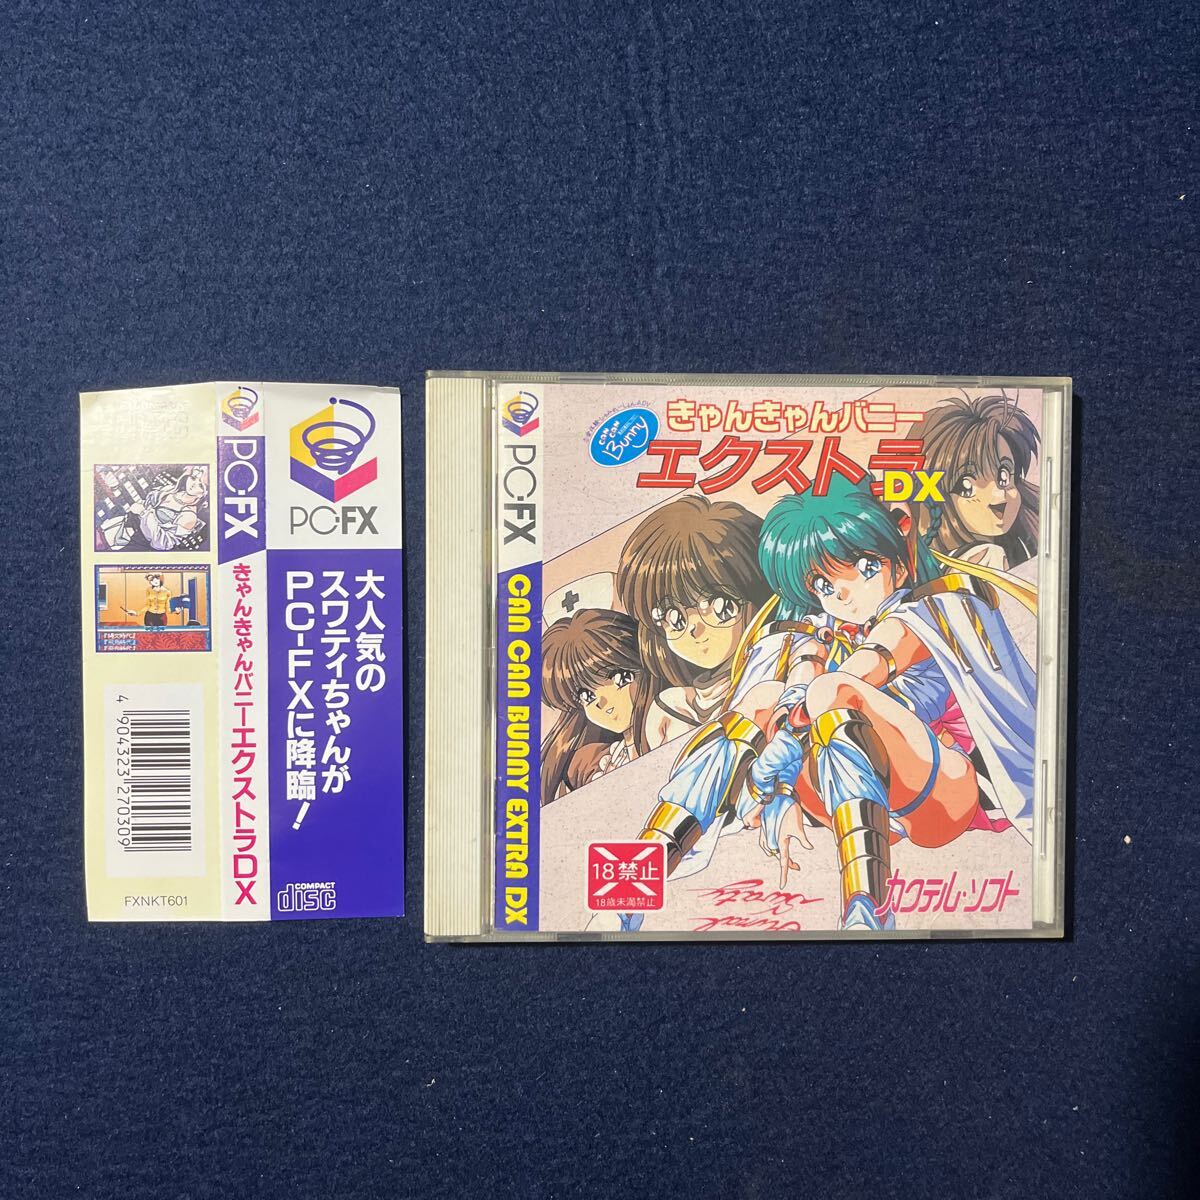 PC-FX
大人気の
スワティちゃんが
PC-FXに降臨!
COMPACT
disc
PC-FX
きゃんきゃんバニーエクストラDX
4 904323 270309
FXNKT601
PC-FX
CAN CAN BUNNY EXTRA DX
CAN CAN
Bunny
きゃんきゃんバニー
エクストラ
DX
18禁止
18歳未満禁止
Swaty
カクテル・ソフト